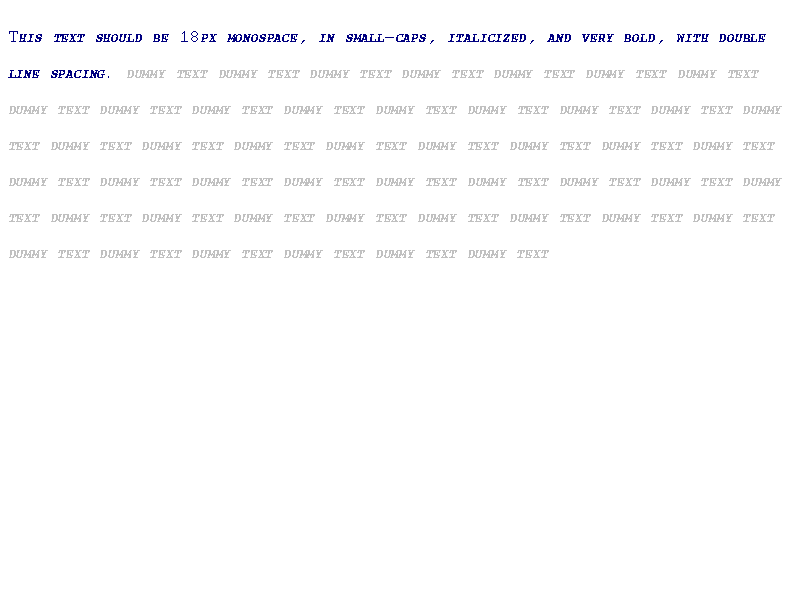 This text should be 18px monospace, in small-caps, italicized, and very bold, with double
line spacing. dummy text dummy text dummy text dummy text dummy text dummy text dummy text
dummy text dummy text dummy text dummy text dummy text dummy text dummy text dummy text dummy
text dummy text dummy text dummy text dummy text dummy text dummy text dummy text dummy text
dummy text dummy text dummy text dummy text dummy text dummy text dummy text dummy text dummy
text dummy text dummy text dummy text dummy text dummy text dummy text dummy text dummy text
dummy text dummy text dummy text dummy text dummy text dummy text